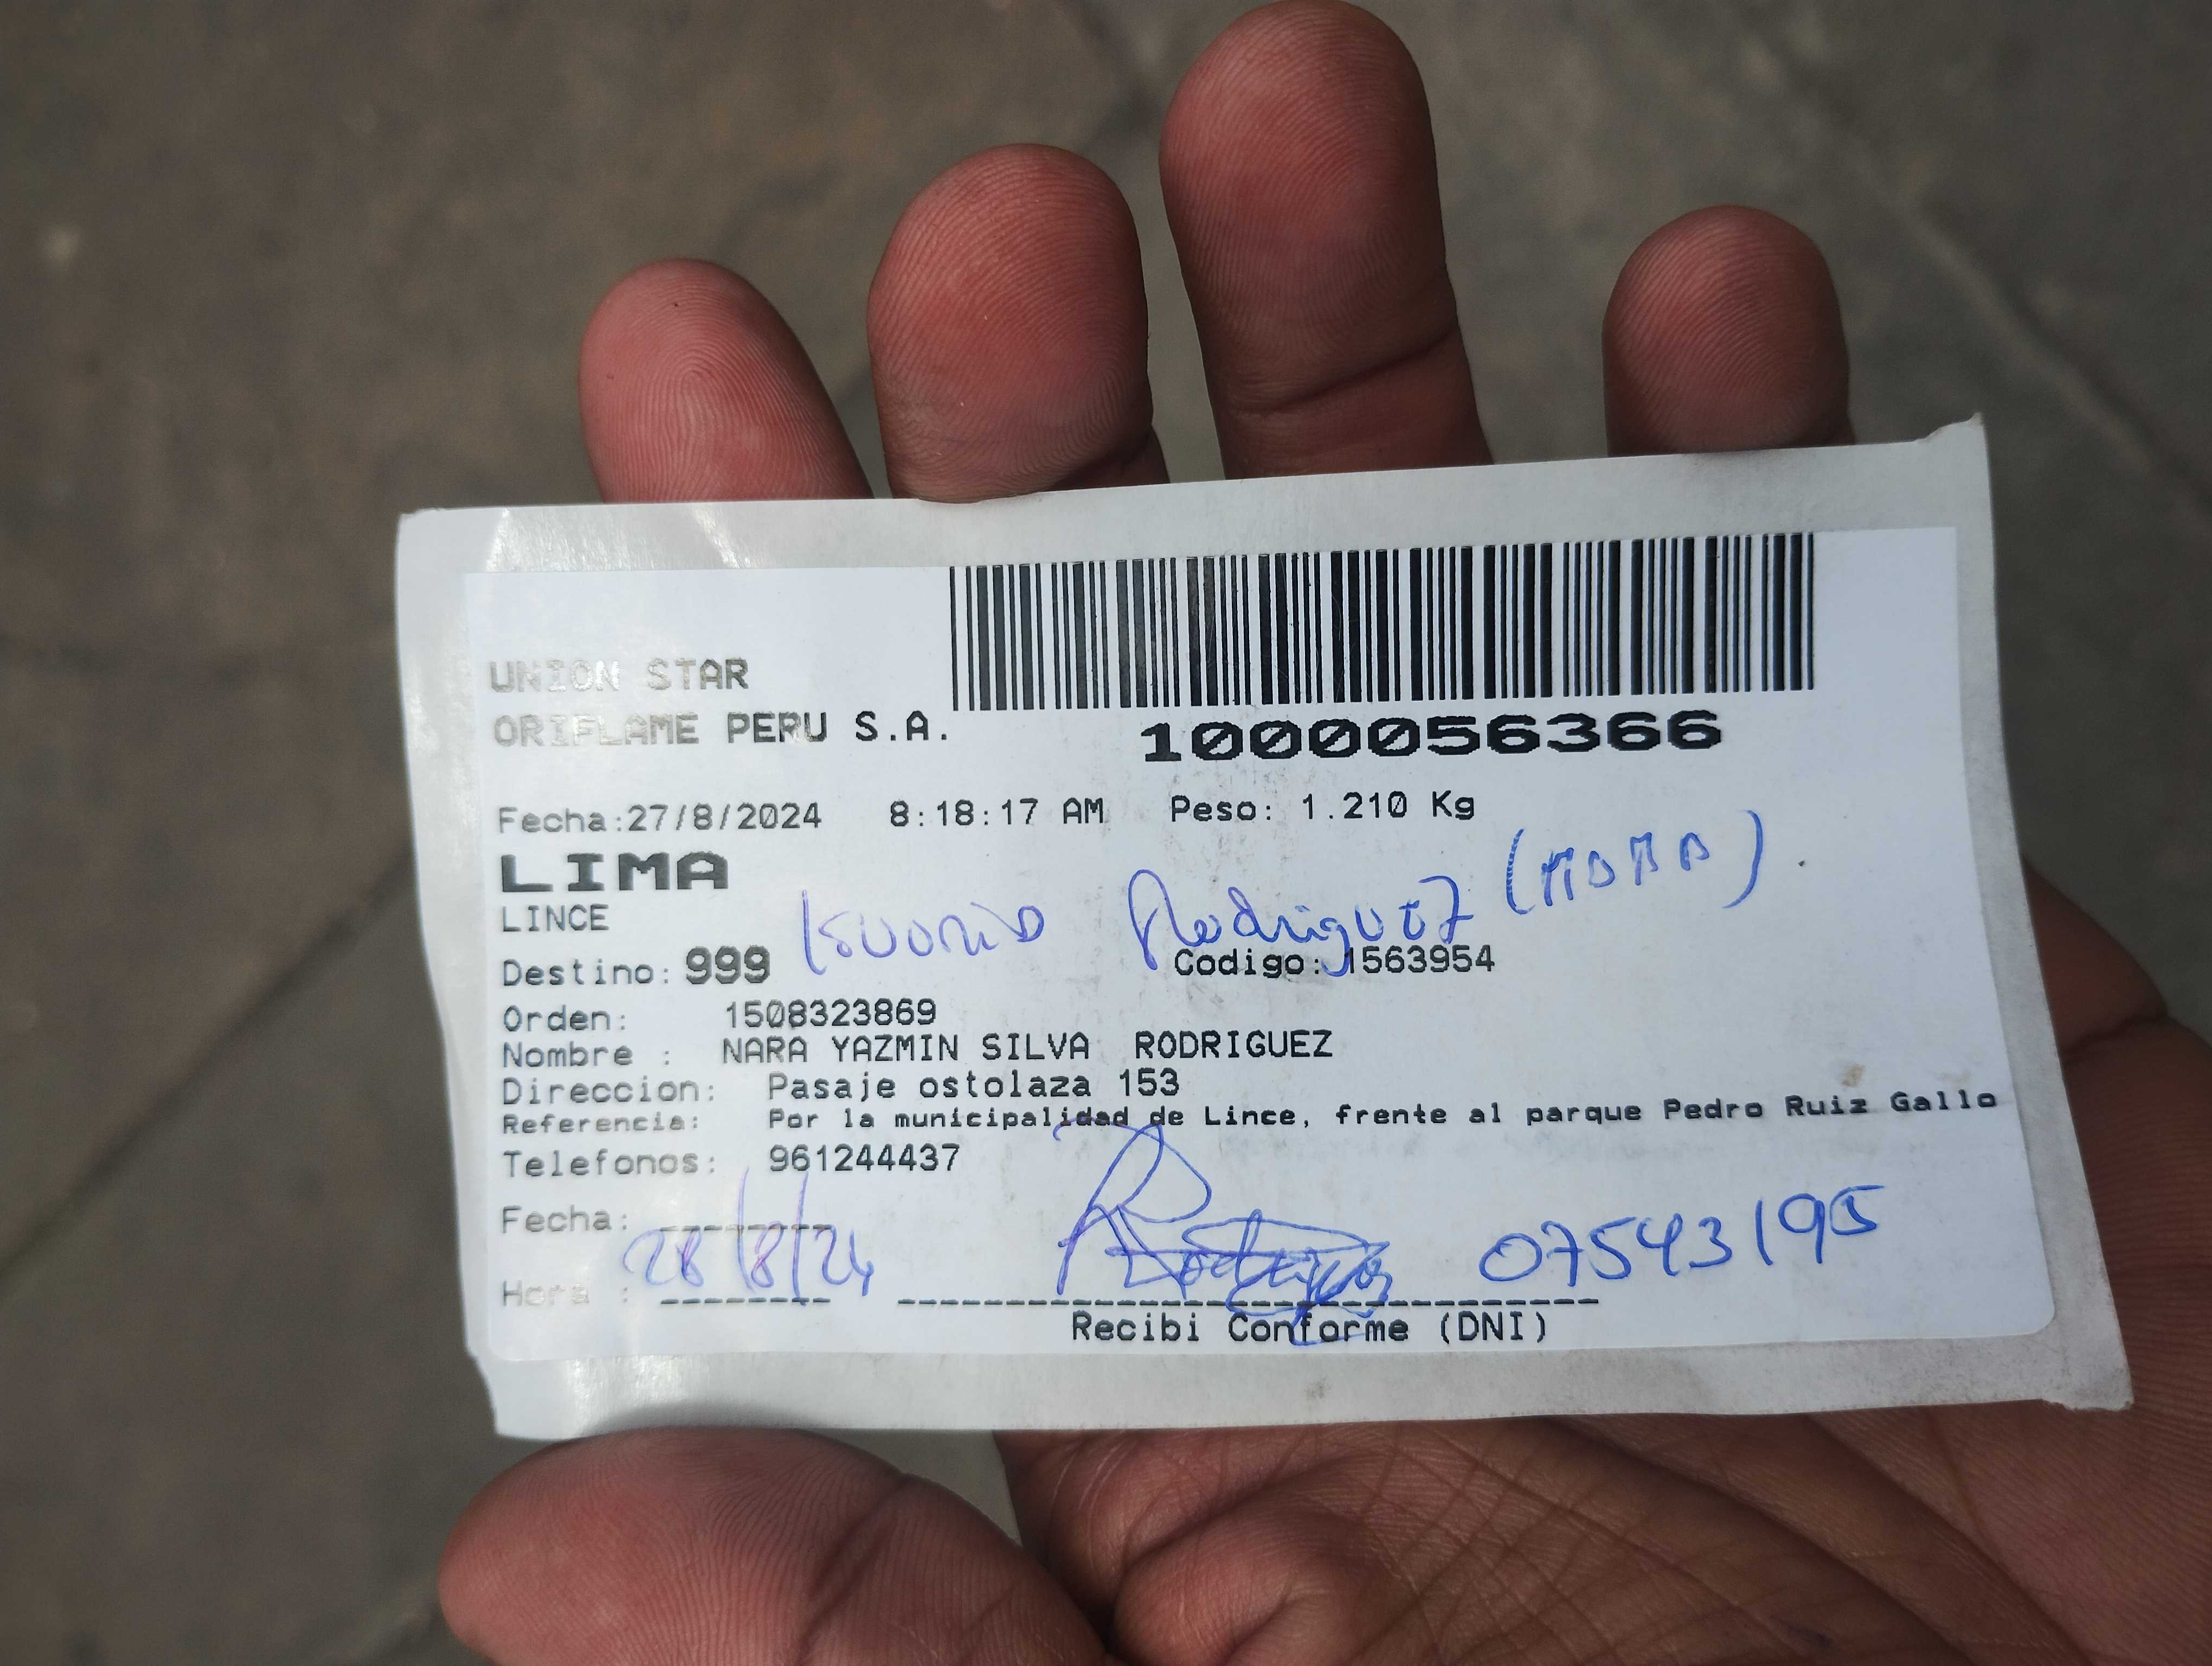 UNION STAR
ORIFLAME PERU S.A.
1000056366
Fecha:27/8/2024 8:18:17 AM Peso: 1.210 Kg
LIMA
LINCE
Rodriguez
Destino: 999 Codigo: 1563954
Orden: 1508323869
Nombre : NARA YAZMIN SILVA RODRIGUEZ
Direccion: Pasaje ostolaza 153
Referencia: Por la municipalidad de Lince, frente al parque Pedro Ruiz Gallo
Telefonos: 961244437
Fecha: 28/8/24
07543195
Hora :
Recibi Conforme (DNI)